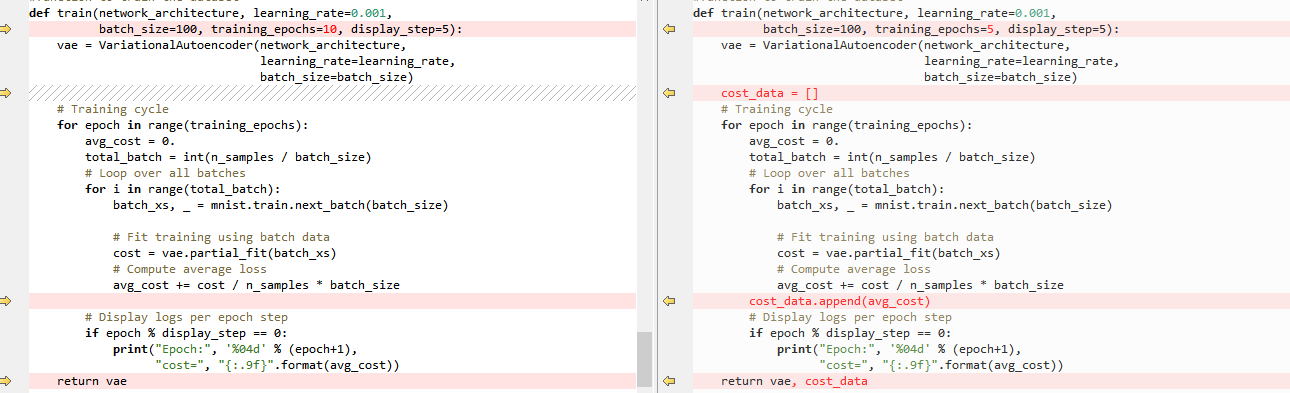 def train(network_architecture, learning_rate=0.001,
          batch_size=100, training_epochs=10, display_step=5):
    vae = VariationalAutoencoder(network_architecture,
                                 learning_rate=learning_rate,
                                 batch_size=batch_size)
    # Training cycle
    for epoch in range(training_epochs):
        avg_cost = 0.
        total_batch = int(n_samples / batch_size)
        # Loop over all batches
        for i in range(total_batch):
            batch_xs, _ = mnist.train.next_batch(batch_size)
            # Fit training using batch data
            cost = vae.partial_fit(batch_xs)
            # Compute average loss
            avg_cost += cost / n_samples * batch_size
        # Display logs per epoch step
        if epoch % display_step == 0:
            print("Epoch:", '%04d' % (epoch+1),
                  "cost=", "{:.9f}".format(avg_cost))
    return vae
def train(network_architecture, learning_rate=0.001,
          batch_size=100, training_epochs=5, display_step=5):
    vae = VariationalAutoencoder(network_architecture,
                                 learning_rate=learning_rate,
                                 batch_size=batch_size)
    cost_data = []
    # Training cycle
    for epoch in range(training_epochs):
        avg_cost = 0.
        total_batch = int(n_samples / batch_size)
        # Loop over all batches
        for i in range(total_batch):
            batch_xs, _ = mnist.train.next_batch(batch_size)
            # Fit training using batch data
            cost = vae.partial_fit(batch_xs)
            # Compute average loss
            avg_cost += cost / n_samples * batch_size
        cost_data.append(avg_cost)
        # Display logs per epoch step
        if epoch % display_step == 0:
            print("Epoch:", '%04d' % (epoch+1),
                  "cost=", "{:.9f}".format(avg_cost))
    return vae, cost_data